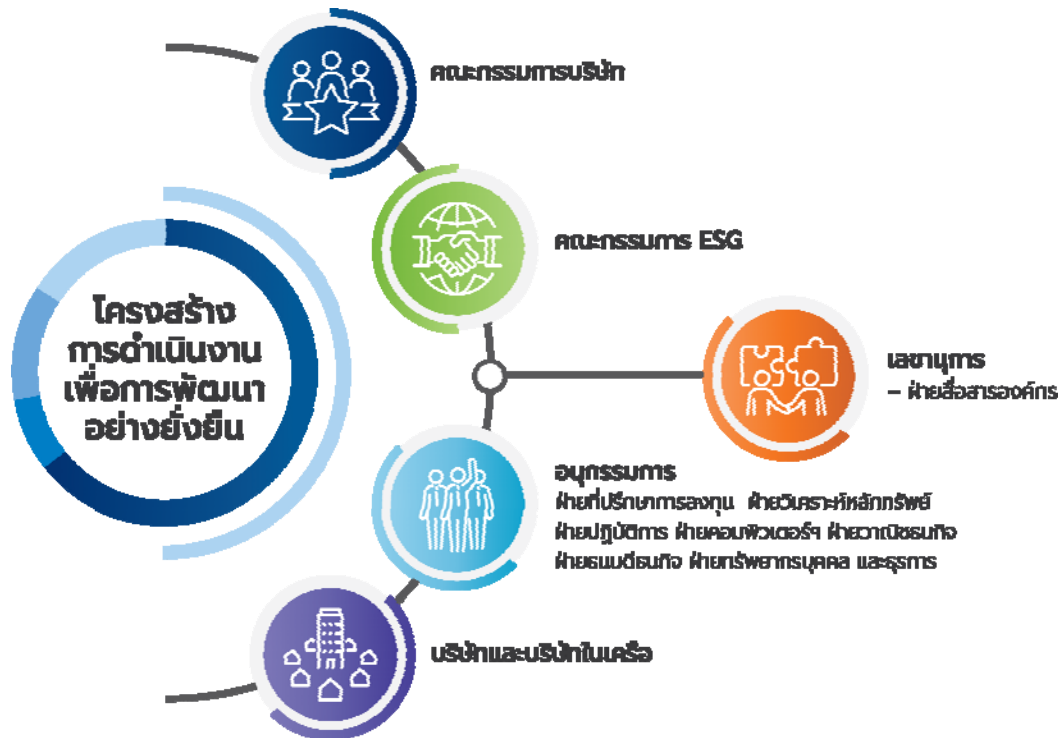 คณะกรรมการบริษัท
คณะกรรมการ ESG
โครงสร้าง
การดำเนินงาน
เพื่อการพัฒนา
อย่างยั่งยืน
เลขานุการ
– ฝ่ายสื่อสารองค์กร
อนุกรรมการ
ฝ่ายที่ปรึกษาการลงทุน ฝ่ายวิเคราะห์หลักทรัพย์
ฝ่ายปฏิบัติการ ฝ่ายคอมพิวเตอร์ฯ ฝ่ายวาณิชธนกิจ
ฝ่ายธนบดีธนกิจ ฝ่ายทรัพยากรบุคคล และธุรการ
บริษัทและบริษัทในเครือ